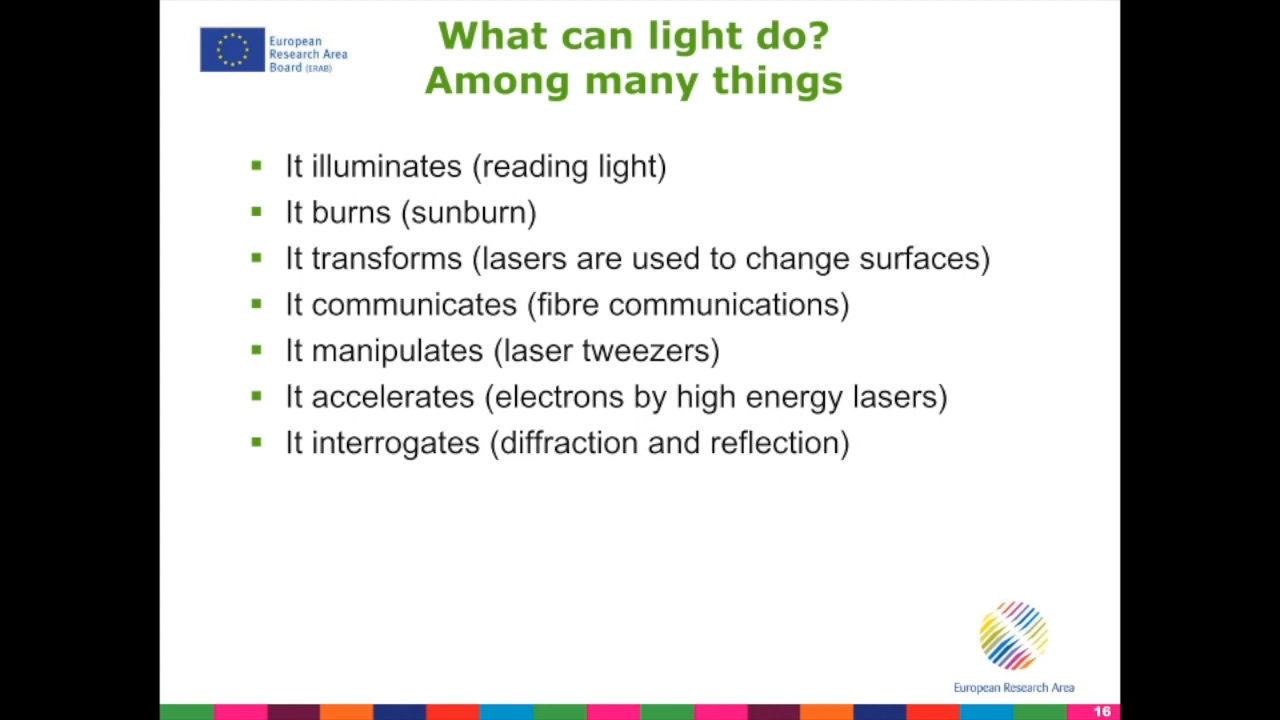 European
Research Area
Board (ERAB)
What can light do?
Among many things
It illuminates (reading light)
It burns (sunburn)
It transforms (lasers are used to change surfaces)
It communicates (fibre communications)
It manipulates (laser tweezers)
It accelerates (electrons by high energy lasers)
It interrogates (diffraction and reflection)
European Research Area
16